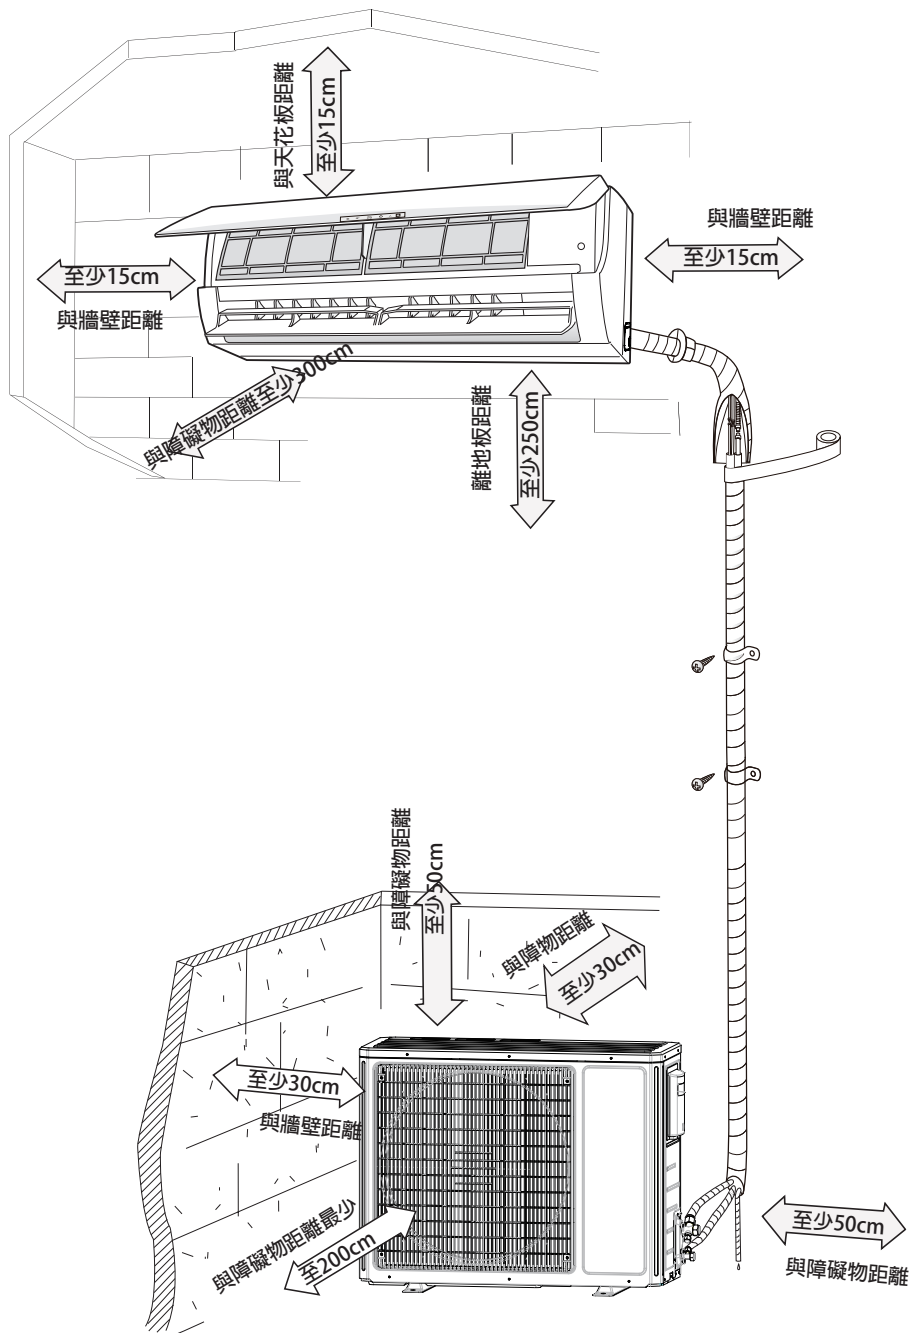 與天花板距離
至少15cm
與牆壁距離
至少15cm
至少15cm
與牆壁距離
與障礙物距離至少300cm
離地板距離
至少250cm
與障礙物距離
至少50cm
與障物距離
至少30cm
至少30cm
與牆壁距離
與障礙物距離最少
至200cm
至少50cm
與障礙物距離